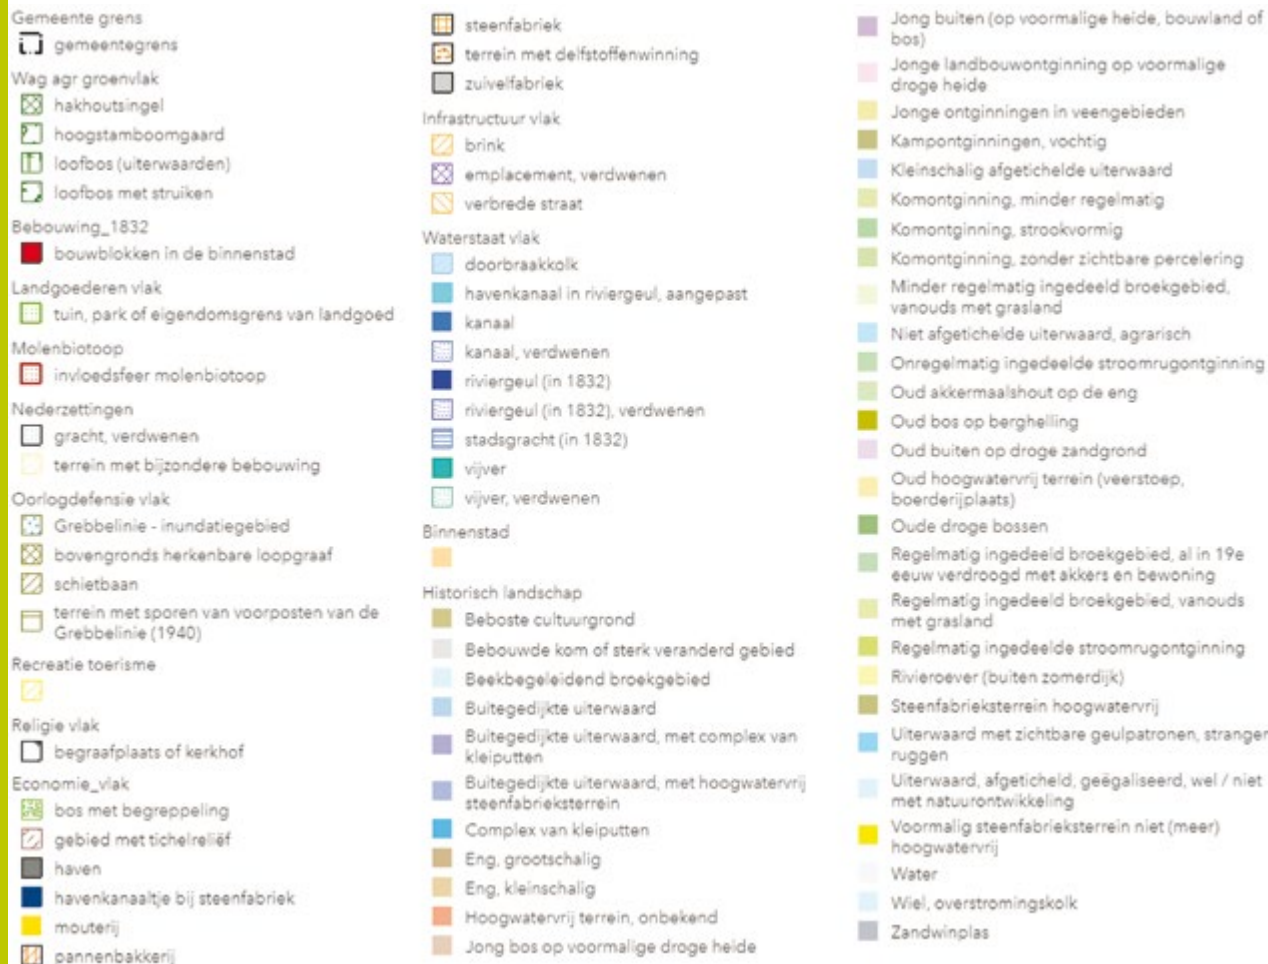 Gemeente grens
gemeentegrens
Wag agr groenvlak
hakhoutsingel
hoogstamboomgaard
loofbos (uiterwaarden)
loofbos met struiken
Bebouwing_1832
bouwblokken in de binnenstad
Landgoederen vlak
tuin, park of eigendomsgrens van landgoed
Molenbiotoop
invloedsfeer molenbiotoop
Nederzettingen
gracht, verdwenen
terrein met bijzondere bebouwing
Oorlogdefensie vlak
Grebbelinie - inundatiegebied
bovengronds herkenbare loopgraaf
schietbaan
terrein met sporen van voorposten van de
Grebbelinie (1940)
Recreatie toerisme
Religie vlak
begraafplaats of kerkhof
Economie_vlak
bos met begreppeling
gebied met tichelreliëf
haven
havenkanaaltje bij steenfabriek
mouterij
pannenbakkerij
steenfabriek
terrein met delfstoffenwinning
zuivelfabriek
Infrastructuur vlak
brink
emplacement, verdwenen
verbrede straat
Waterstaat vlak
doorbraakkolk
havenkanaal in riviergeul, aangepast
kanaal
kanaal, verdwenen
riviergeul (in 1832)
riviergeul (in 1832), verdwenen
stadsgracht (in 1832)
vijver
vijver, verdwenen
Binnenstad
Historisch landschap
Beboste cultuurgrond
Bebouwde kom of sterk veranderd gebied
Beekbegeleidend broekgebied
Buitegedijkte uiterwaard
Buitegedijkte uiterwaard, met complex van
kleiputten
Buitegedijkte uiterwaard, met hoogwatervrij
steenfabrieksterrein
Complex van kleiputten
Eng, grootschalig
Eng, kleinschalig
Hoogwatervrij terrein, onbekend
Jong bos op voormalige droge heide
Jong buiten (op voormalige heide, bouwland of
bos)
Jonge landbouwontginning op voormalige
droge heide
Jonge ontginningen in veengebieden
Kampontginningen, vochtig
Kleinschalig afgetichelde uiterwaard
Komontginning, minder regelmatig
Komontginning, strookvormig
Komontginning, zonder zichtbare percelering
Minder regelmatig ingedeeld broekgebied,
vanouds met grasland
Niet afgetichelde uiterwaard, agrarisch
Onregelmatig ingedeelde stroomrugontginning
Oud akkermaalshout op de eng
Oud bos op berghelling
Oud buiten op droge zandgrond
Oud hoogwatervrij terrein (veerstoep,
boerderijplaats)
Oude droge bossen
Regelmatig ingedeeld broekgebied, al in 19e
eeuw verdroogd met akkers en bewoning
Regelmatig ingedeeld broekgebied, vanouds
met grasland
Regelmatig ingedeelde stroomrugontginning
Rivieroever (buiten zomerdijk)
Steenfabrieksterrein hoogwatervrij
Uiterwaard met zichtbare geulpatronen, stranger
ruggen
Uiterwaard, afgeticheld, geëgaliseerd, wel / niet
met natuurontwikkeling
Voormalig steenfabrieksterrein niet (meer)
hoogwatervrij
Water
Wiel, overstromingskolk
Zandwinplas